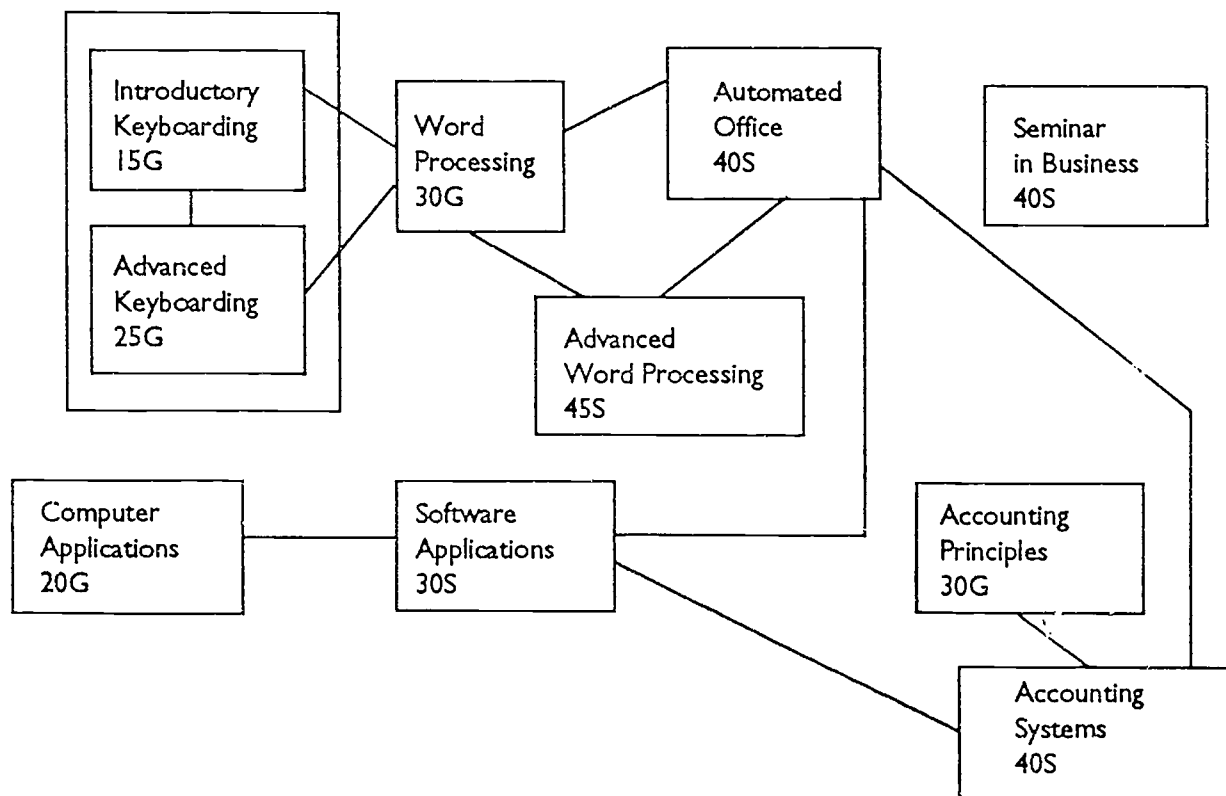 Introductory
Keyboarding
15G
Advanced
Keyboarding
25G
Word
Processing
30G
Automated
Office
40S
Seminar
in Business
40S
Advanced
Word Processing
45S
Computer
Applications
20G
Software
Applications
30S
Accounting
Principles
30G
Accounting
Systems
40S